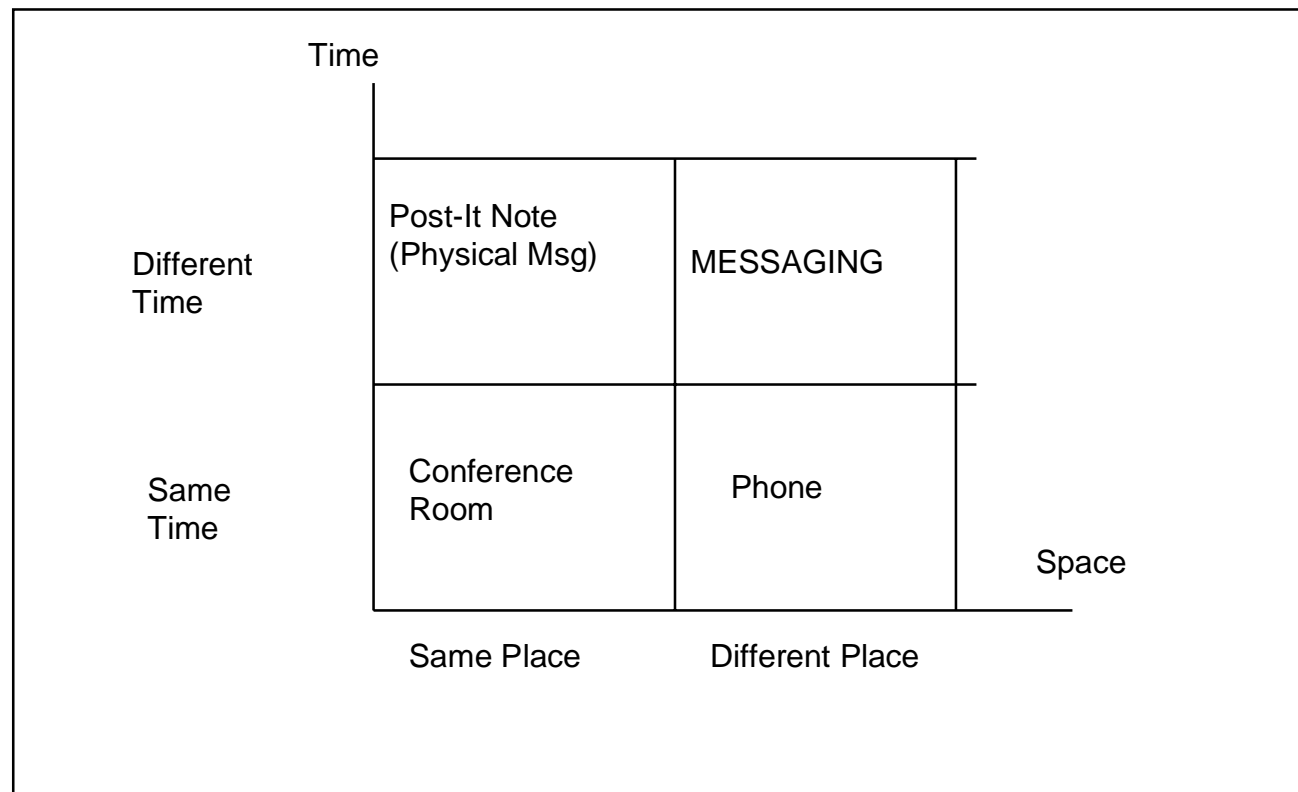 Time
Post-It Note
(Physical Msg)
Different
Time
MESSAGING
Conference
Room
Same
Time
Phone
Space
Same Place
Different Place